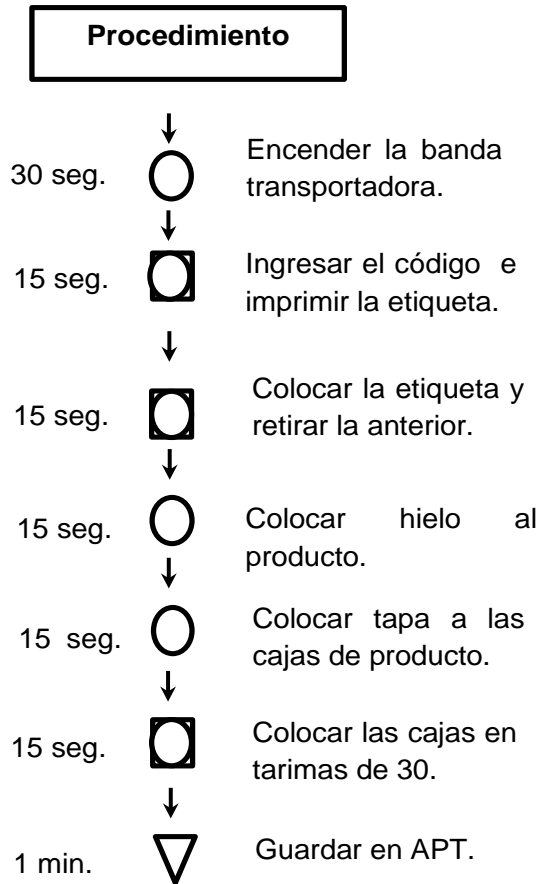 Procedimiento
30 seg.
Encender la banda
transportadora.
15 seg.
Ingresar el código e
imprimir la etiqueta.
15 seg.
Colocar la etiqueta y
retirar la anterior.
15 seg.
Colocar hielo al
producto.
15 seg.
Colocar tapa a las
cajas de producto.
15 seg.
Colocar las cajas en
tarimas de 30.
1 min.
Guardar en APT.